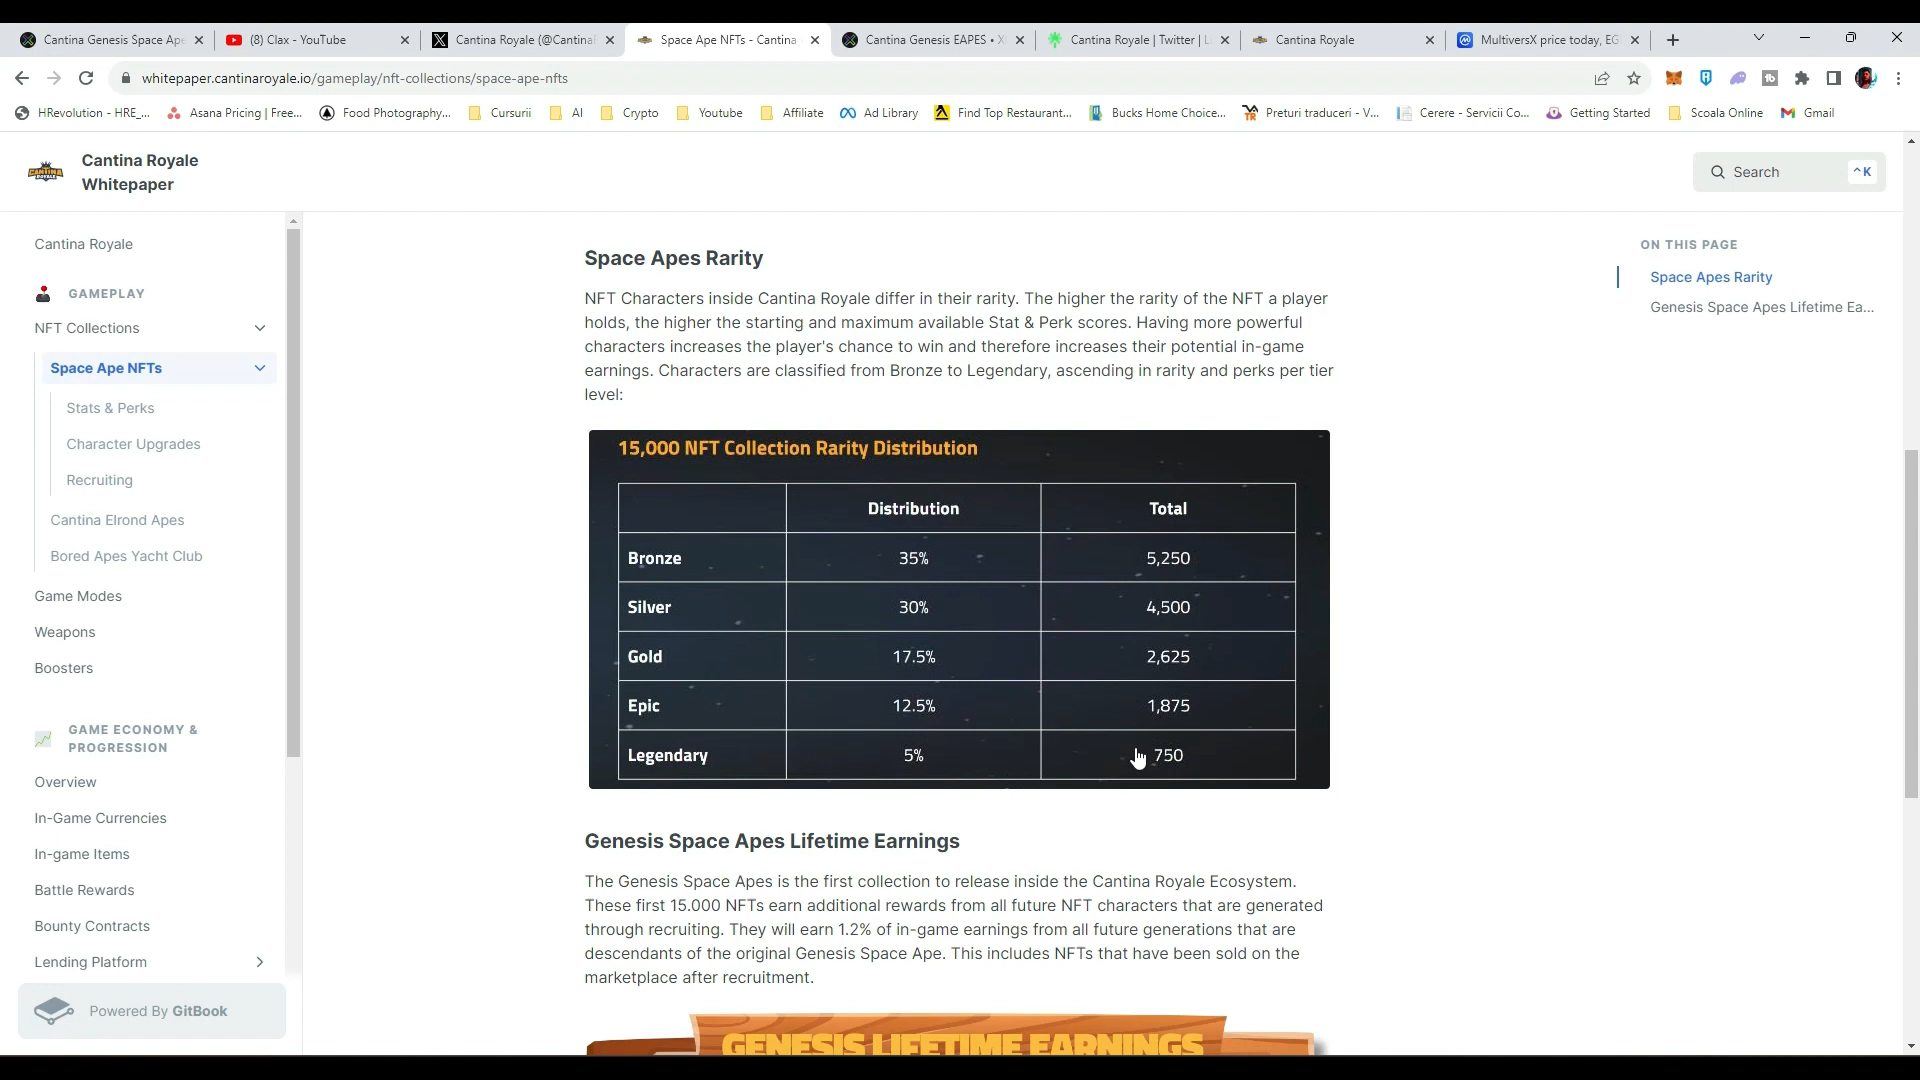 Cantina Genesis Space Ape
(8) Clax - YouTube
Cantina Royale (@Cantinal
Space Ape NFTs - Cantina
Cantina Genesis EAPES • X
Cantina Royale | Twitter | L
Cantina Royale
MultiversX price today, EG
whitepaper.cantinaroyale.io/gameplay/nft-collections/space-ape-nfts
HRevolution - HRE_...
Asana Pricing | Free...
Food Photography...
Cursurii
AI
Crypto
Youtube
Affiliate
Ad Library
Find Top Restaurant...
Bucks Home Choice...
Preturi traduceri - V...
Cerere - Servicii Co...
Getting Started
Scoala Online
Gmail
Cantina Royale
Whitepaper
Search
^K
Cantina Royale
GAMEPLAY
NFT Collections
Space Ape NFTs
Stats & Perks
Character Upgrades
Recruiting
Cantina Elrond Apes
Bored Apes Yacht Club
Game Modes
Weapons
Boosters
GAME ECONOMY &
PROGRESSION
Overview
In-Game Currencies
In-game Items
Battle Rewards
Bounty Contracts
Lending Platform
Powered By GitBook
Space Apes Rarity
NFT Characters inside Cantina Royale differ in their rarity. The higher the rarity of the NFT a player
holds, the higher the starting and maximum available Stat & Perk scores. Having more powerful
characters increases the player's chance to win and therefore increases their potential in-game
earnings. Characters are classified from Bronze to Legendary, ascending in rarity and perks per tier
level:
15,000 NFT Collection Rarity Distribution
Distribution Total
Bronze 35% 5,250
Silver 30% 4,500
Gold 17.5% 2,625
Epic 12.5% 1,875
Legendary 5% 750
Genesis Space Apes Lifetime Earnings
The Genesis Space Apes is the first collection to release inside the Cantina Royale Ecosystem.
These first 15.000 NFTs earn additional rewards from all future NFT characters that are generated
through recruiting. They will earn 1.2% of in-game earnings from all future generations that are
descendants of the original Genesis Space Ape. This includes NFTs that have been sold on the
marketplace after recruitment.
GENESIS LIFETIME EARNINGS
ON THIS PAGE
Space Apes Rarity
Genesis Space Apes Lifetime Ea...